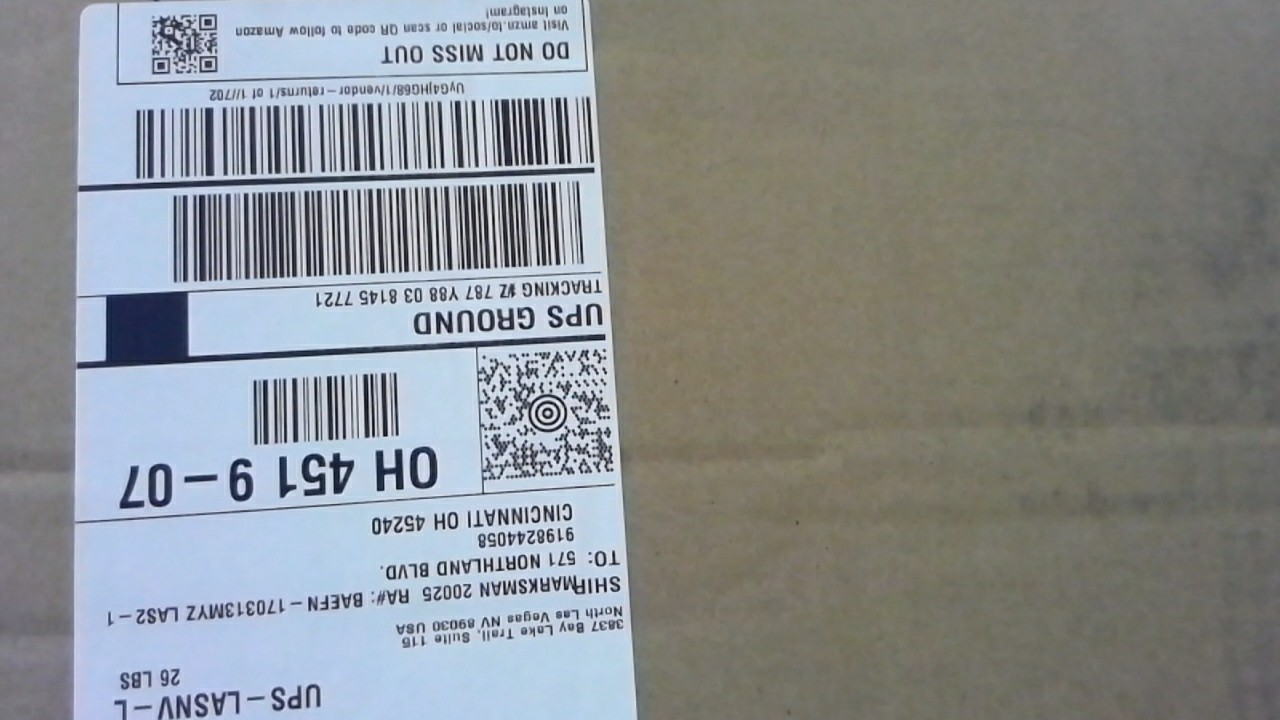 UPS-LASNV-L
26 LBS
3837 Bay Lake Trail, Suite 115
North Las Vegas NV 89030 USA
SHIP MARKSMAN 20025 RA#: BAEFN-170313MYZ LAS2-1
TO: 571 NORTHLAND BLVD.
9198244058
CINCINNATI OH 45240
OH 451 9-07
UPS GROUND
TRACKING #: 787 Y88 03 8145 7721
UyG4jHG68/1/vendor-returns/1 of 1//702
DO NOT MISS OUT
Visit amzn.to/social or scan QR code to follow Amazon
on Instagram!